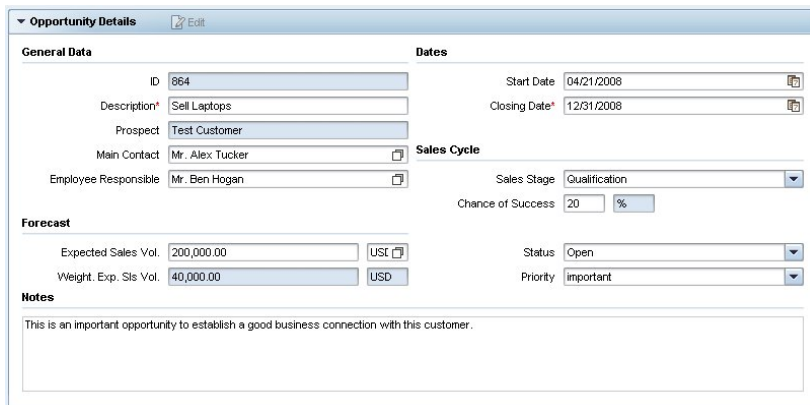 Opportunity Details Edit
General Data
ID 864
Description* Sell Laptops
Prospect Test Customer
Main Contact Mr. Alex Tucker
Employee Responsible Mr. Ben Hogan
Forecast
Expected Sales Vol. 200,000.00 USD
Weight. Exp. Sls Vol. 40,000.00 USD
Dates
Start Date 04/21/2008
Closing Date* 12/31/2008
Sales Cycle
Sales Stage Qualification
Chance of Success 20 %
Status Open
Priority important
Notes
This is an important opportunity to establish a good business connection with this customer.